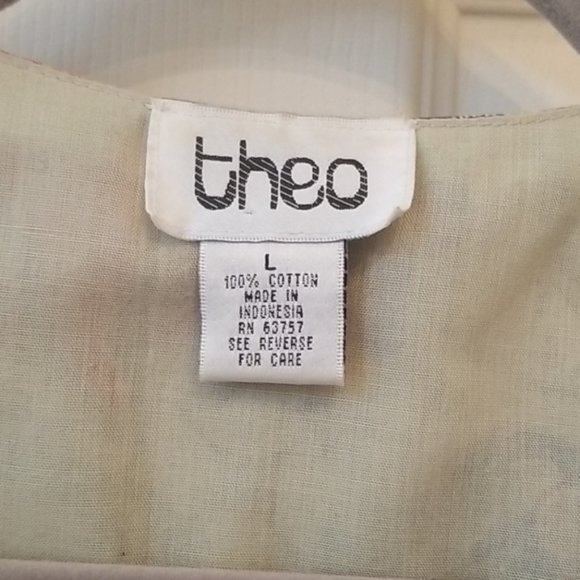 theo
L
100% COTTON
MADE IN
INDONESIA
RN 63757
SEE REVERSE
FOR CARE